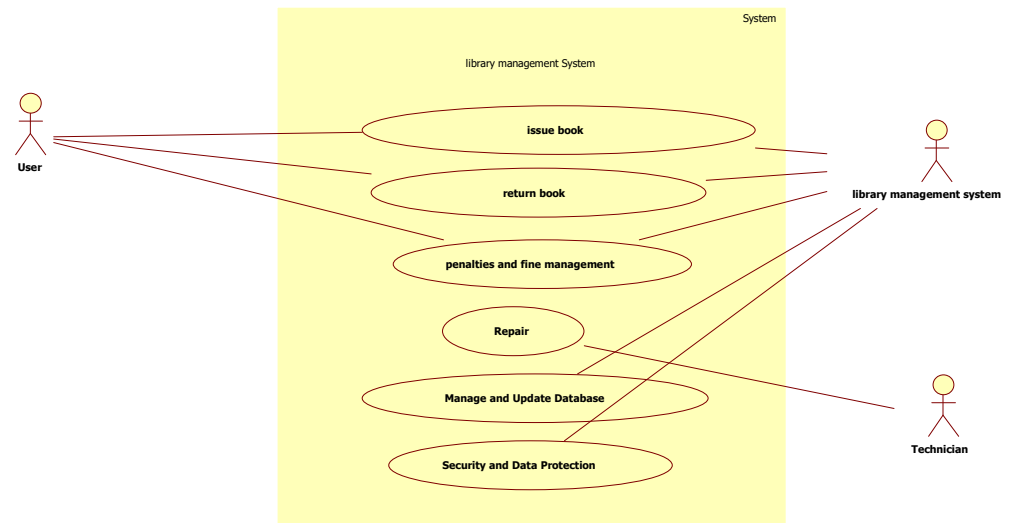 System
library management System
issue book
User
library management system
return book
penalties and fine management
Repair
Manage and Update Database
Technician
Security and Data Protection